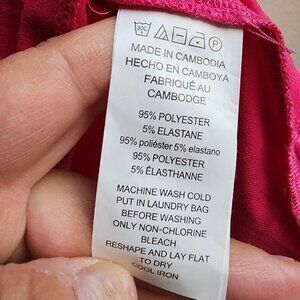 30C P
MADE IN CAMBODIA
HECHO EN CAMBOYA
FABRIQUÉ AU
CAMBODGE
95% POLYESTER
5% ELASTANE
95% poliéster 5% elastano
95% POLYESTER
5% ÉLASTHANNE
MACHINE WASH COLD
PUT IN LAUNDRY BAG
BEFORE WASHING
ONLY NON-CHLORINE
BLEACH
RESHAPE AND LAY FLAT
TO DRY
COOL IRON